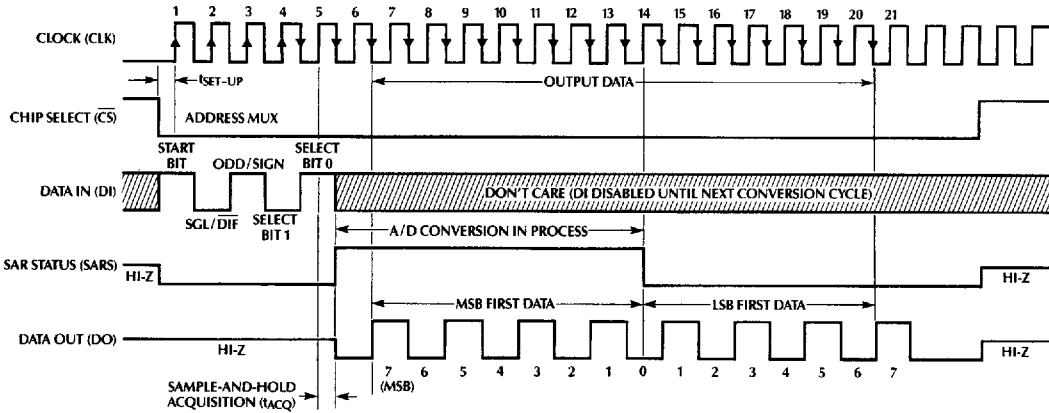 1 2 3 4 5 6 7 8 9 10 11 12 13 14 15 16 17 18 19 20 21
CLOCK (CLK)
tSET-UP
OUTPUT DATA
CHIP SELECT (CS)
ADDRESS MUX
START BIT
ODD/SIGN
SELECT BIT 0
DATA IN (DI)
DON'T CARE (DI DISABLED UNTIL NEXT CONVERSION CYCLE)
SGL/DIF
SELECT BIT 1
A/D CONVERSION IN PROCESS
SAR STATUS (SARS)
HI-Z
HI-Z
MSB FIRST DATA
LSB FIRST DATA
DATA OUT (DO)
HI-Z
HI-Z
7 (MSB) 6 5 4 3 2 1 0 1 2 3 4 5 6 7
SAMPLE-AND-HOLD
ACQUISITION (tACQ)